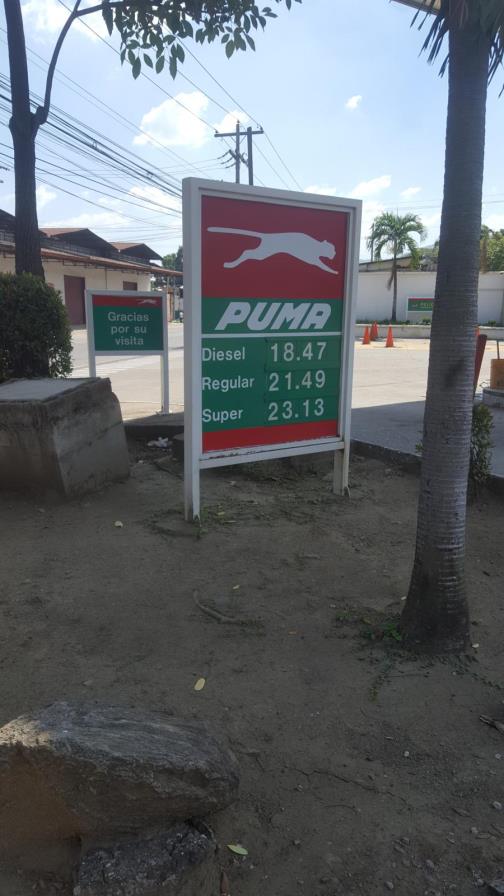 Gracias
por su
visita
PUMA
Diesel 18.47
Regular 21.49
Super 23.13